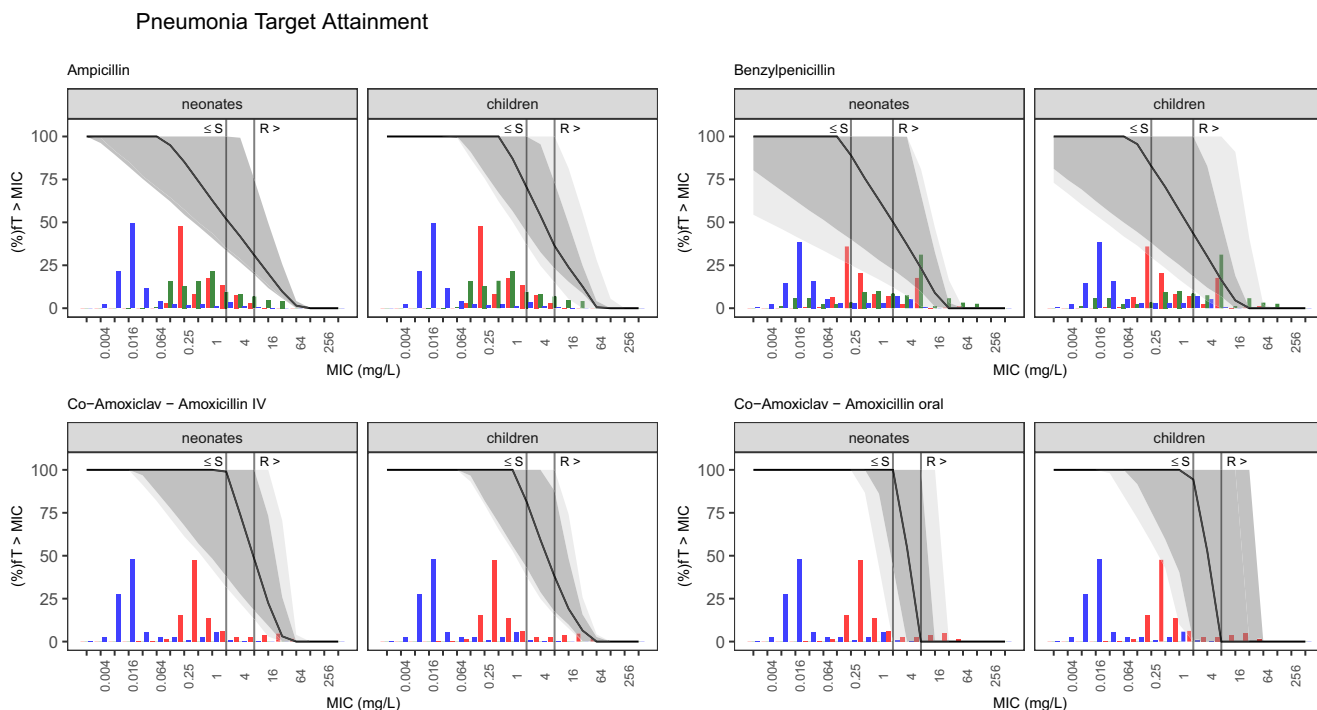 Pneumonia Target Attainment
Ampicillin
neonates
children
≤ S R >
≤ S R >
(%)fT > MIC
100
75
50
25
0
0.004 0.016 0.064 0.25 1 4 16 64 256
0.004 0.016 0.064 0.25 1 4 16 64 256
MIC (mg/L)
Benzylpenicillin
neonates
children
≤ S R >
≤ S R >
(%)fT > MIC
100
75
50
25
0
0.004 0.016 0.064 0.25 1 4 16 64 256
0.004 0.016 0.064 0.25 1 4 16 64 256
MIC (mg/L)
Co−Amoxiclav − Amoxicillin IV
neonates
children
≤ S R >
≤ S R >
(%)fT > MIC
100
75
50
25
0
0.004 0.016 0.064 0.25 1 4 16 64 256
0.004 0.016 0.064 0.25 1 4 16 64 256
MIC (mg/L)
Co−Amoxiclav − Amoxicillin oral
neonates
children
≤ S R >
≤ S R >
(%)fT > MIC
100
75
50
25
0
0.004 0.016 0.064 0.25 1 4 16 64 256
0.004 0.016 0.064 0.25 1 4 16 64 256
MIC (mg/L)